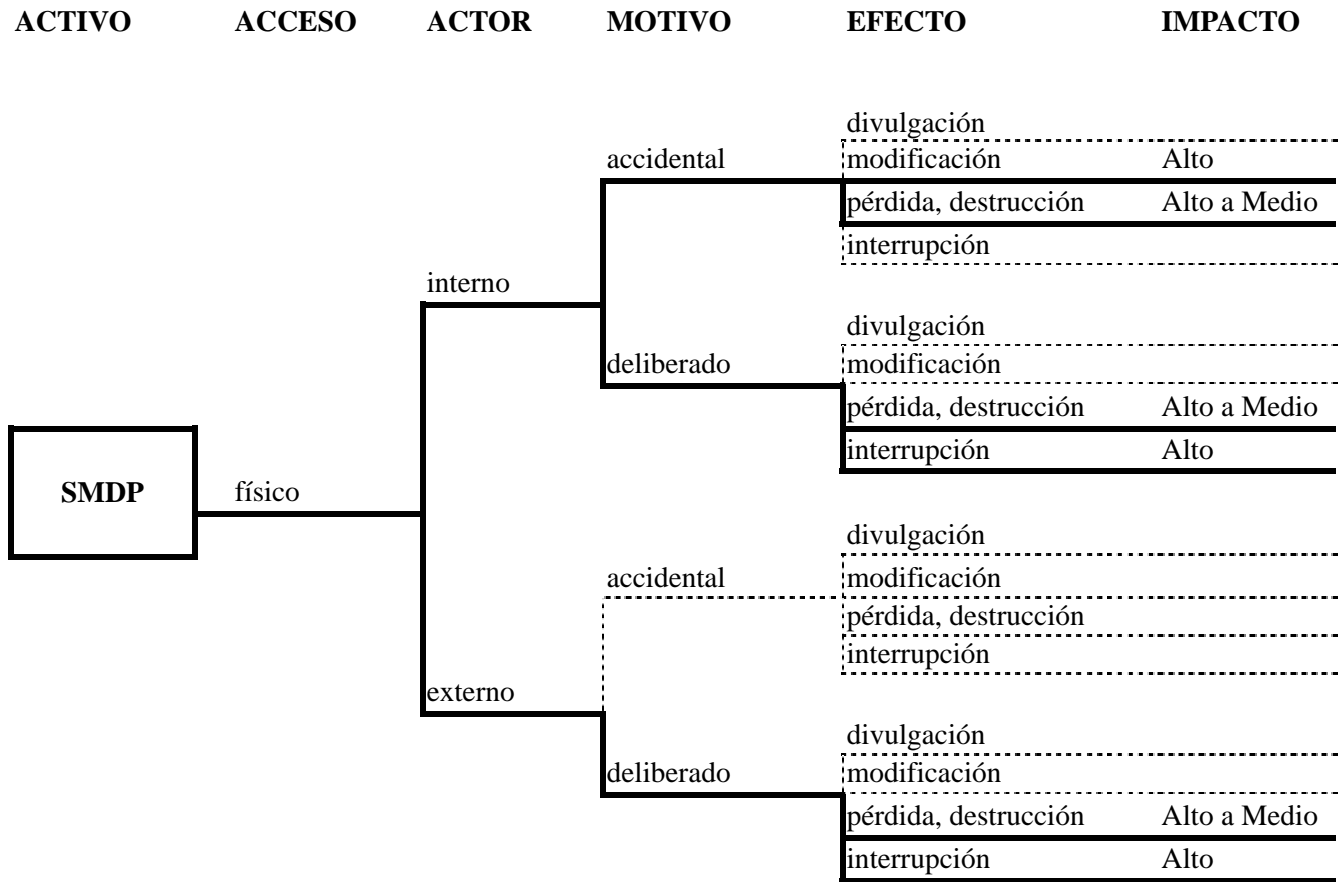 ACTIVO ACCESO ACTOR MOTIVO EFECTO IMPACTO
divulgación
accidental modificación Alto
pérdida, destrucción Alto a Medio
interrupción
interno
divulgación
deliberado modificación
pérdida, destrucción Alto a Medio
interrupción Alto
SMDP físico
divulgación
accidental modificación
pérdida, destrucción
interrupción
externo
divulgación
deliberado modificación
pérdida, destrucción Alto a Medio
interrupción Alto